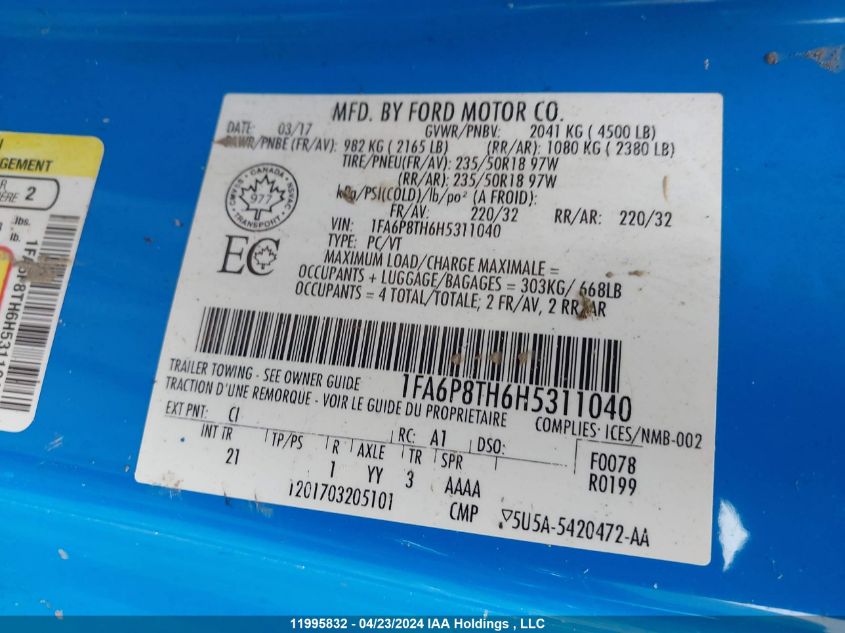 MFD. BY FORD MOTOR CO.
DATE: 03/17 GVWR/PNBV: 2041 KG ( 4500 LB)
GAWR/PNBE (FR/AV): 982 KG ( 2165 LB) (RR/AR): 1080 KG ( 2380 LB)
TIRE/PNEU(FR/AV): 235/50R18 97W
(RR/AR): 235/50R18 97W
kPa/PSI(COLD)/lb/po² (A FROID):
FR/AV: 220/32 RR/AR: 220/32
VIN: 1FA6P8TH6H5311040
TYPE: PC/VT
MAXIMUM LOAD/CHARGE MAXIMALE =
OCCUPANTS + LUGGAGE/BAGAGES = 303KG/ 668LB
OCCUPANTS = 4 TOTAL/TOTALE; 2 FR/AV, 2 RR/AR
CANADA
977
TRANSPORT
EC
1FA6P8TH6H5311040
TRAILER TOWING - SEE OWNER GUIDE
TRACTION D'UNE REMORQUE - VOIR LE GUIDE DU PROPRIETAIRE
COMPLIES: ICES/NMB-002
EXT PNT: CI RC: A1 DSO: F0078
INT TR TP/PS R AXLE TR SPR R0199
21 1 YY 3 AAAA
1201703205101 CMP 5U5A-5420472-AA
GEMENT
2
lbs.
lb.
11995832 - 04/23/2024 IAA Holdings , LLC